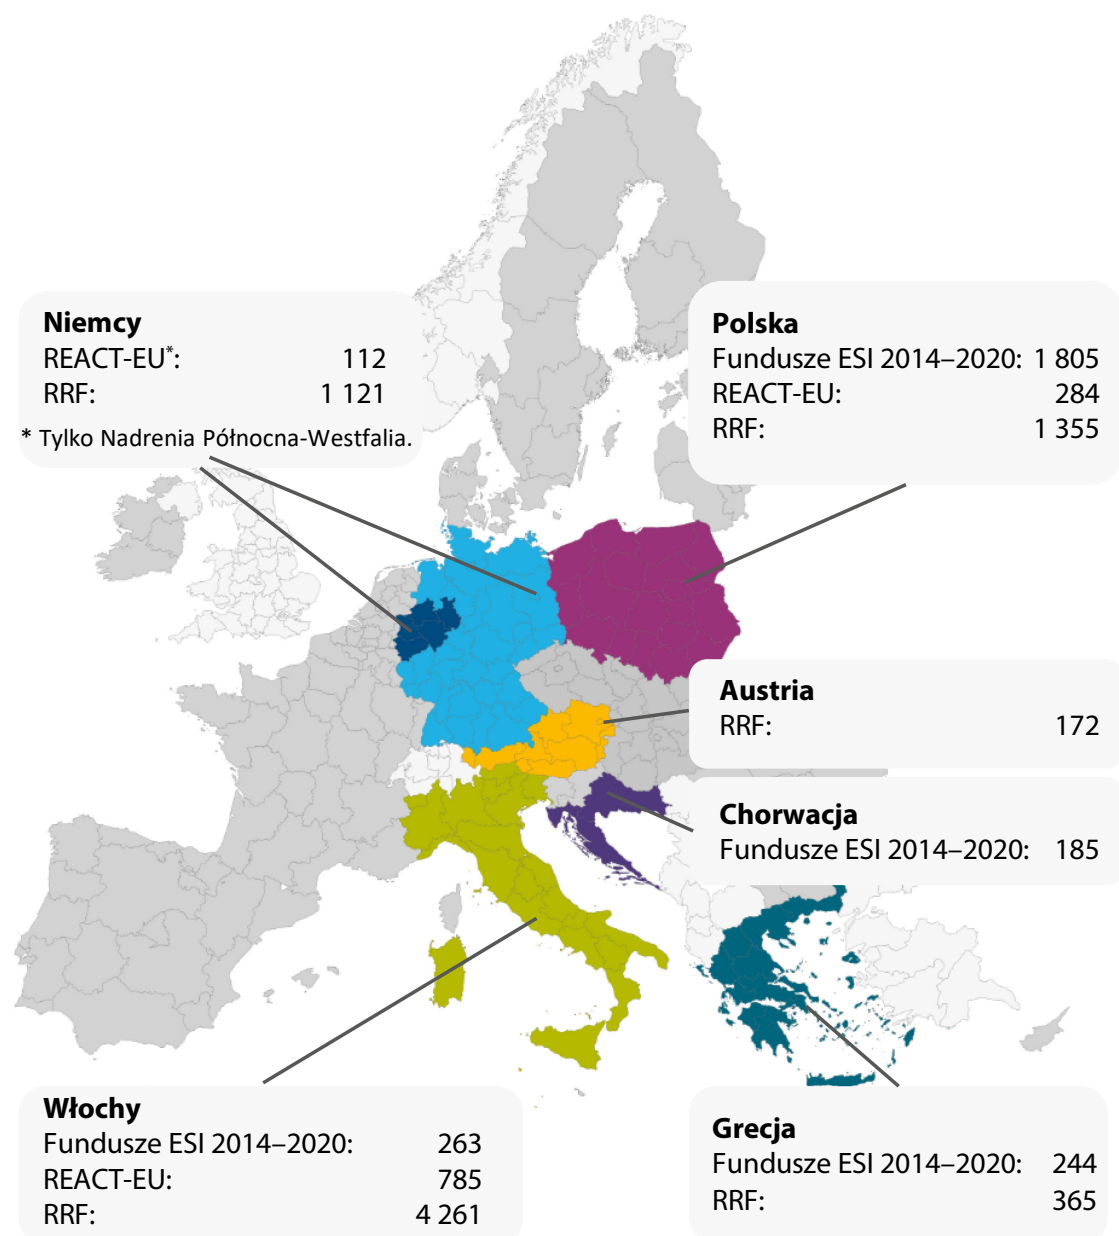 Niemcy
REACT-EU*: 112
RRF: 1 121
* Tylko Nadrenia Północna-Westfalia.
Polska
Fundusze ESI 2014–2020: 1 805
REACT-EU: 284
RRF: 1 355
Austria
RRF: 172
Chorwacja
Fundusze ESI 2014–2020: 185
Włochy
Fundusze ESI 2014–2020: 263
REACT-EU: 785
RRF: 4 261
Grecja
Fundusze ESI 2014–2020: 244
RRF: 365